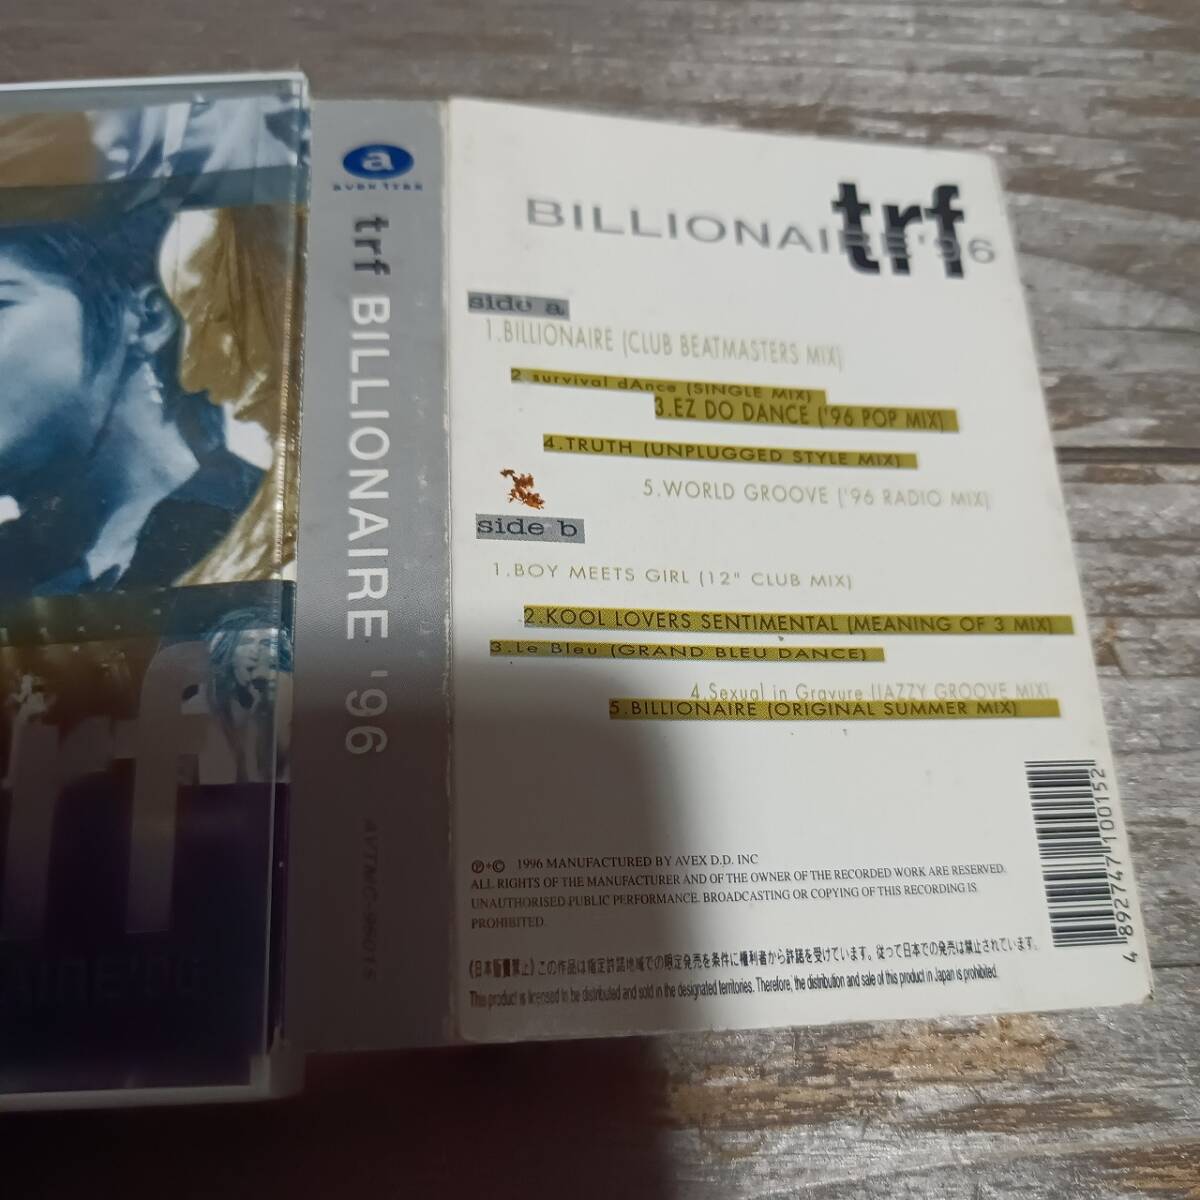 a
avex trax
trf BILLIONAIRE '96
trf
BILLIONAIRE '96
side a
1.BILLIONAIRE (CLUB BEATMASTERS MIX)
2.survival dAnce (SINGLE MIX)
3.EZ DO DANCE ('96 POP MIX)
4.TRUTH (UNPLUGGED STYLE MIX)
5.WORLD GROOVE ('96 RADIO MIX)
side b
1.BOY MEETS GIRL (12" CLUB MIX)
2.KOOL LOVERS SENTIMENTAL (MEANING OF 3 MIX)
3.Le Bleu (GRAND BLEU DANCE)
4.Sexual in Gravure (JAZZY GROOVE MIX)
5.BILLIONAIRE (ORIGINAL SUMMER MIX)
4 892747 100152
℗+© 1996 MANUFACTURED BY AVEX D.D. INC
ALL RIGHTS OF THE MANUFACTURER AND OF THE OWNER OF THE RECORDED WORK ARE RESERVED.
UNAUTHORISED PUBLIC PERFORMANCE. BROADCASTING OR COPYING OF THIS RECORDING IS
PROHIBITED.
《日本販売禁止》この作品は指定許諾地域での限定発売を条件に権利者から許諾を受けています。従って日本での発売は禁止されています。
This product is licensed to be distributed and sold in the designated territories. Therefore, the distribution and sale of this product in Japan is prohibited.